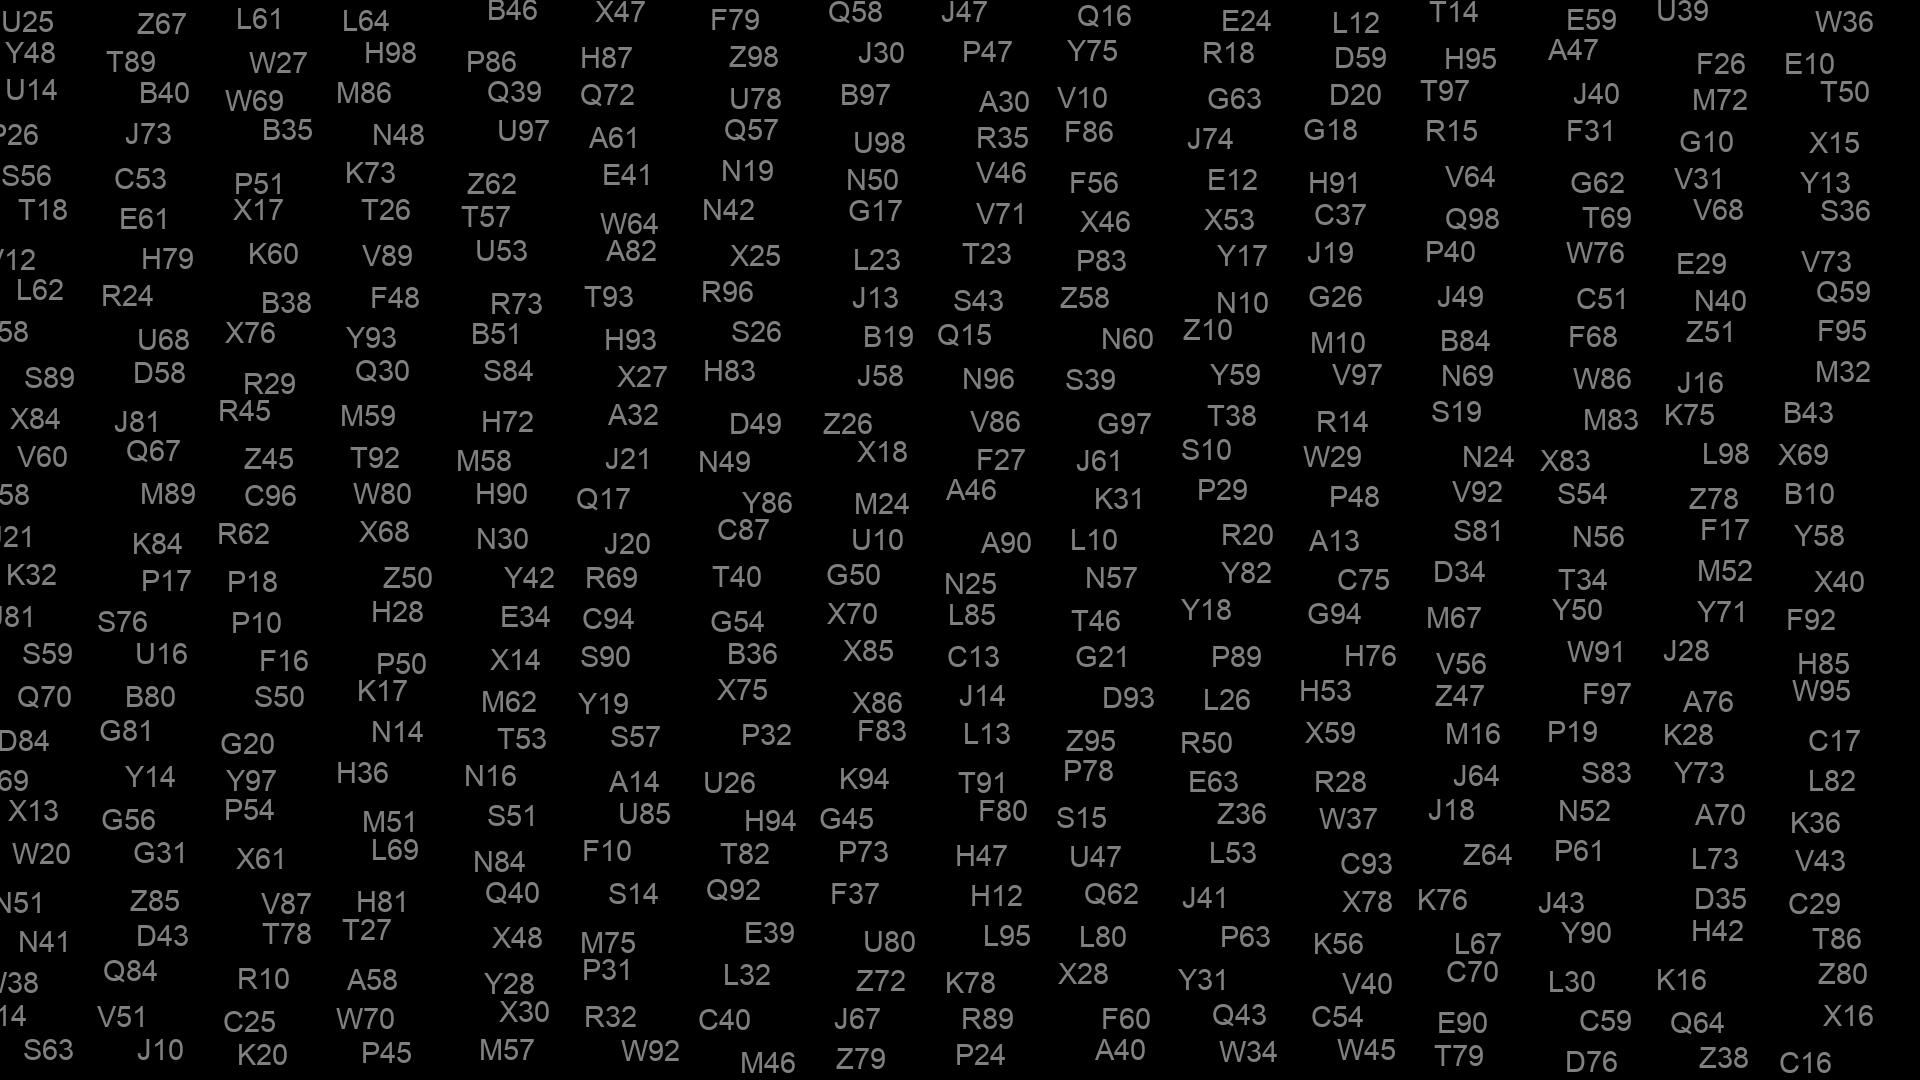 U25 Z67 L61 L64 B46 X47 F79 Q58 J47 Q16 E24 L12 T14 E59 U39 W36
Y48 T89 W27 H98 P86 H87 Z98 J30 P47 Y75 R18 D59 H95 A47 F26 E10
U14 B40 W69 M86 Q39 Q72 U78 B97 A30 V10 G63 D20 T97 J40 M72 T50
P26 J73 B35 N48 U97 A61 Q57 U98 R35 F86 J74 G18 R15 F31 G10 X15
S56 C53 P51 K73 Z62 E41 N19 N50 V46 F56 E12 H91 V64 G62 V31 Y13
T18 E61 X17 T26 T57 W64 N42 G17 V71 X46 X53 C37 Q98 T69 V68 S36
V12 H79 K60 V89 U53 A82 X25 L23 T23 P83 Y17 J19 P40 W76 E29 V73
L62 R24 B38 F48 R73 T93 R96 J13 S43 Z58 N10 G26 J49 C51 N40 Q59
58 U68 X76 Y93 B51 H93 S26 B19 Q15 N60 Z10 M10 B84 F68 Z51 F95
S89 D58 R29 Q30 S84 X27 H83 J58 N96 S39 Y59 V97 N69 W86 J16 M32
X84 J81 R45 M59 H72 A32 D49 Z26 V86 G97 T38 R14 S19 M83 K75 B43
V60 Q67 Z45 T92 M58 J21 N49 X18 F27 J61 S10 W29 N24 X83 L98 X69
58 M89 C96 W80 H90 Q17 Y86 M24 A46 K31 P29 P48 V92 S54 Z78 B10
21 K84 R62 X68 N30 J20 C87 U10 A90 L10 R20 A13 S81 N56 F17 Y58
K32 P17 P18 Z50 Y42 R69 T40 G50 N25 N57 Y82 C75 D34 T34 M52 X40
81 S76 P10 H28 E34 C94 G54 X70 L85 T46 Y18 G94 M67 Y50 Y71 F92
S59 U16 F16 P50 X14 S90 B36 X85 C13 G21 P89 H76 V56 W91 J28 H85
Q70 B80 S50 K17 M62 Y19 X75 X86 J14 D93 L26 H53 Z47 F97 A76 W95
D84 G81 G20 N14 T53 S57 P32 F83 L13 Z95 R50 X59 M16 P19 K28 C17
69 Y14 Y97 H36 N16 A14 U26 K94 T91 P78 E63 R28 J64 S83 Y73 L82
X13 G56 P54 M51 S51 U85 H94 G45 F80 S15 Z36 W37 J18 N52 A70 K36
W20 G31 X61 L69 N84 F10 T82 P73 H47 U47 L53 C93 Z64 P61 L73 V43
N51 Z85 V87 H81 Q40 S14 Q92 F37 H12 Q62 J41 X78 K76 J43 D35 C29
N41 D43 T78 T27 X48 M75 E39 U80 L95 L80 P63 K56 L67 Y90 H42 T86
W38 Q84 R10 A58 Y28 P31 L32 Z72 K78 X28 Y31 V40 C70 L30 K16 Z80
14 V51 C25 W70 X30 R32 C40 J67 R89 F60 Q43 C54 E90 C59 Q64 X16
S63 J10 K20 P45 M57 W92 M46 Z79 P24 A40 W34 W45 T79 D76 Z38 C16